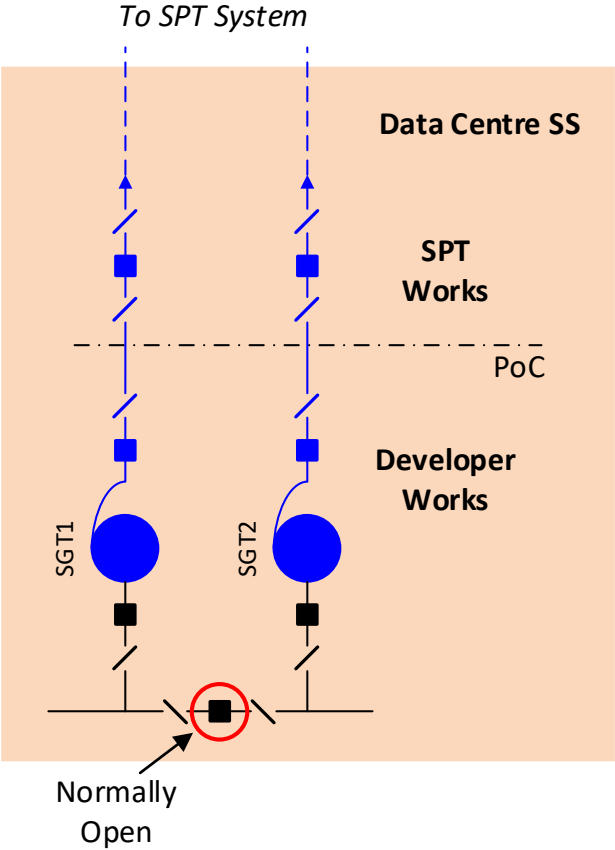 To SPT System
Data Centre SS
SPT
Works
PoC
Developer
Works
SGT1
SGT2
Normally
Open